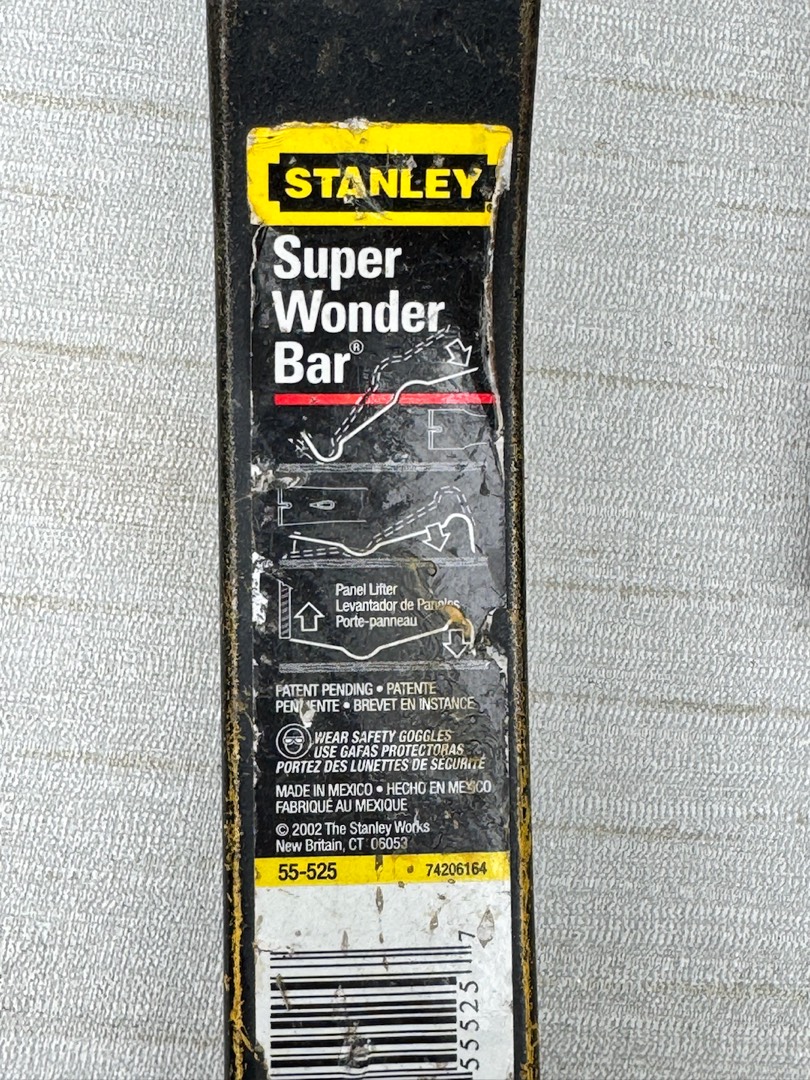 STANLEY
Super
Wonder
Bar®
Panel Lifter
Levantador de Paneles
Porte-panneau
PATENT PENDING • PATENTE
PENDIENTE • BREVET EN INSTANCE
WEAR SAFETY GOGGLES
USE GAFAS PROTECTORAS
PORTEZ DES LUNETTES DE SÉCURITÉ
MADE IN MEXICO • HECHO EN MEXICO
FABRIQUÉ AU MEXIQUE
© 2002 The Stanley Works
New Britain, CT 06053
55-525 74206164
55525 7